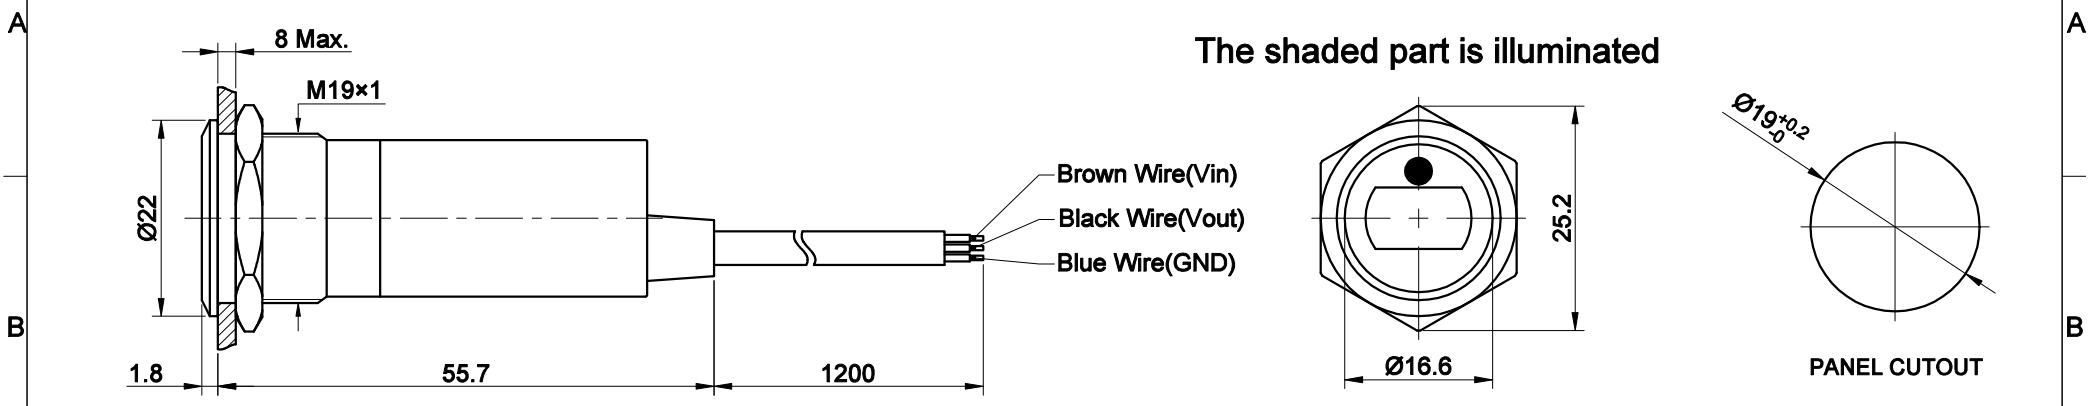 A
A
8 Max.
The shaded part is illuminated
M19×1
Ø19+0.2 -0
Brown Wire(Vin)
Black Wire(Vout)
Blue Wire(GND)
Ø22
25.2
B
B
1.8
55.7
1200
Ø16.6
PANEL CUTOUT